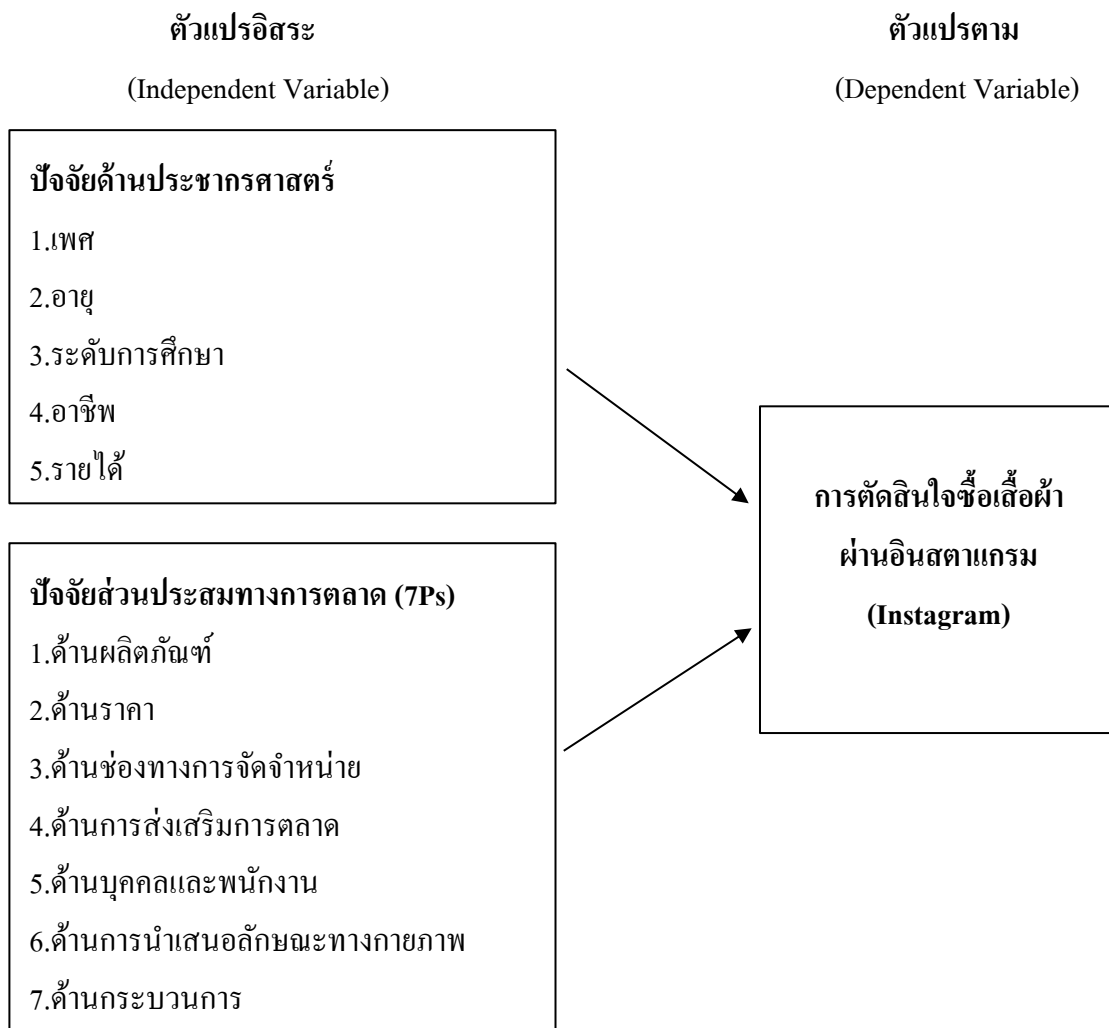 ตัวแปรอิสระ
(Independent Variable)
ตัวแปรตาม
(Dependent Variable)
ปัจจัยด้านประชากรศาสตร์
1.เพศ
2.อายุ
3.ระดับการศึกษา
4.อาชีพ
5.รายได้
ปัจจัยส่วนประสมทางการตลาด (7Ps)
1.ด้านผลิตภัณฑ์
2.ด้านราคา
3.ด้านช่องทางการจัดจำหน่าย
4.ด้านการส่งเสริมการตลาด
5.ด้านบุคคลและพนักงาน
6.ด้านการนำเสนอลักษณะทางกายภาพ
7.ด้านกระบวนการ
การตัดสินใจซื้อเสื้อผ้า
ผ่านอินสตาแกรม
(Instagram)